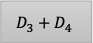 D₃ + D₄